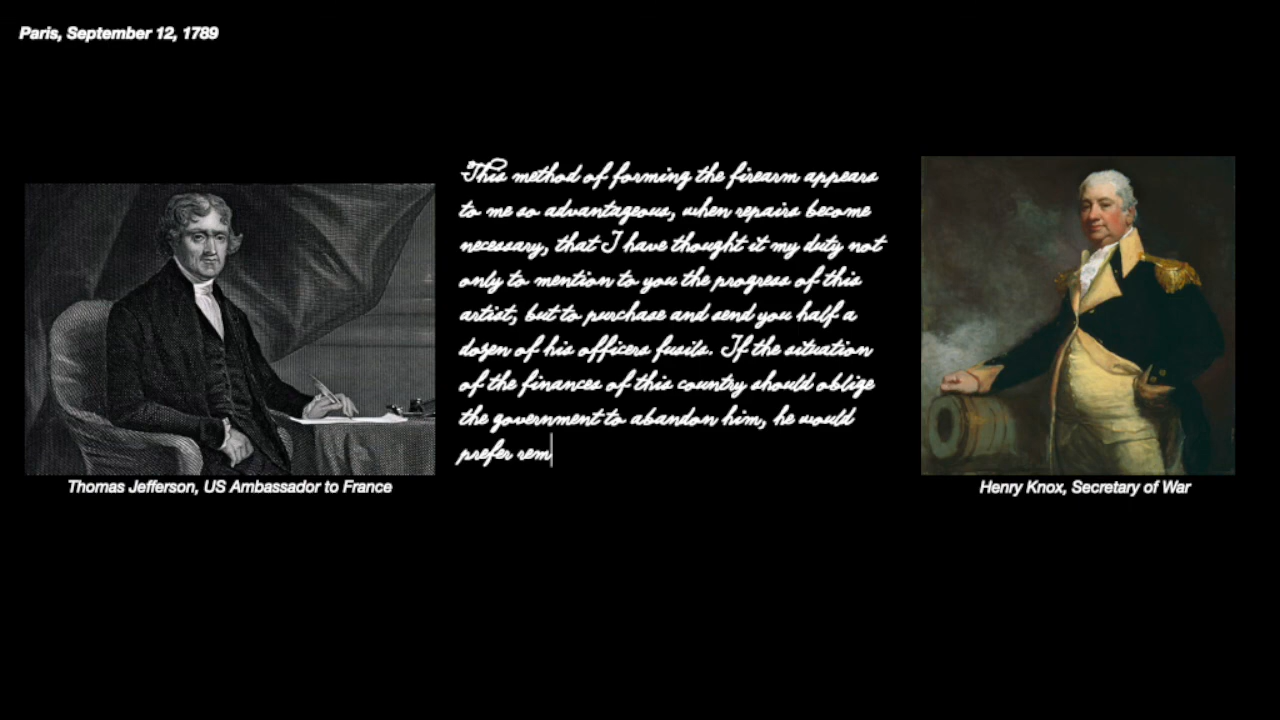 Paris, September 12, 1789
This method of forming the firearm appears
to me so advantageous, when repairs become
necessary, that I have thought it my duty not
only to mention to you the progress of this
artist, but to purchase and send you half a
dozen of his officers fusils. If the situation
of the finances of this country should oblige
the government to abandon him, he would
prefer rem
Thomas Jefferson, US Ambassador to France
Henry Knox, Secretary of War